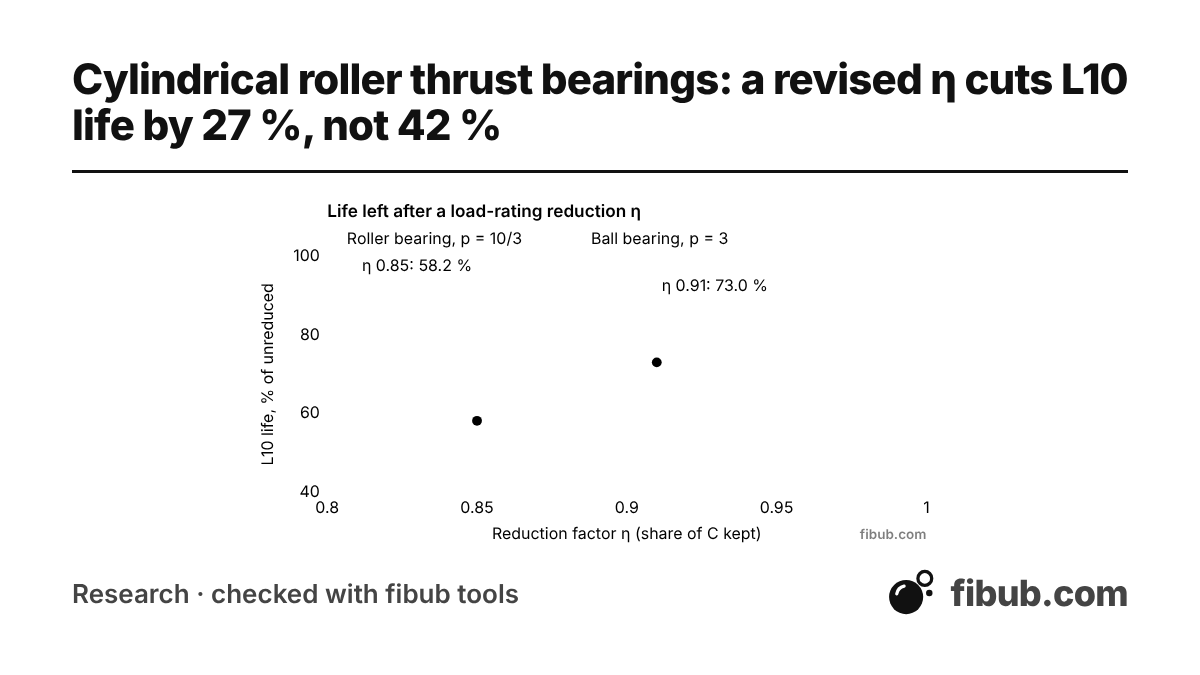 Cylindrical roller thrust bearings: a revised η cuts L10
life by 27 %, not 42 %
Life left after a load-rating reduction η
Roller bearing, p = 10/3
Ball bearing, p = 3
η 0.85: 58.2 %
η 0.91: 73.0 %
L10 life, % of unreduced
100
80
60
40
0.8
0.85
0.9
0.95
1
Reduction factor η (share of C kept)
fibub.com
Research · checked with fibub tools
fibub.com